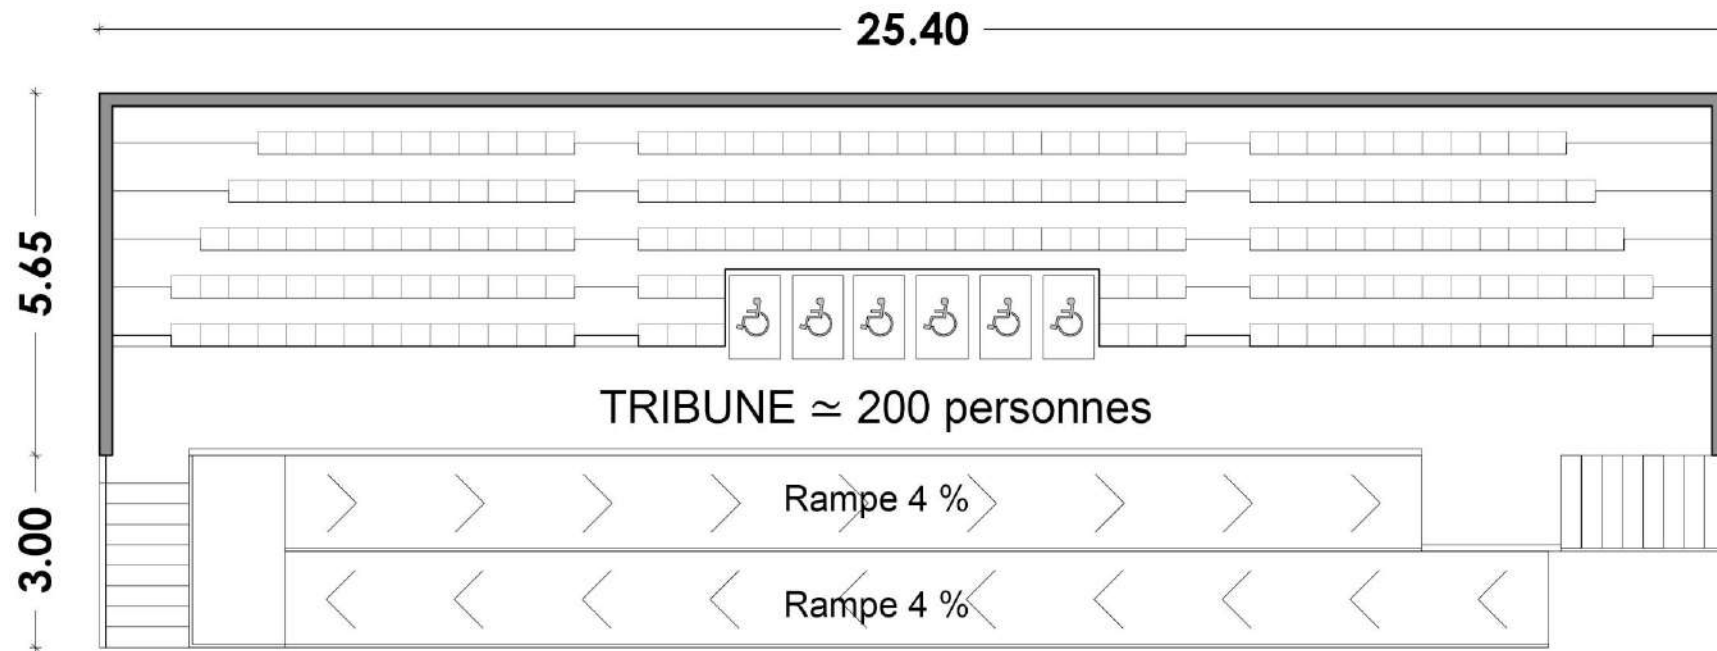 25.40
5.65
TRIBUNE ≃ 200 personnes
3.00
Rampe 4 %
Rampe 4 %